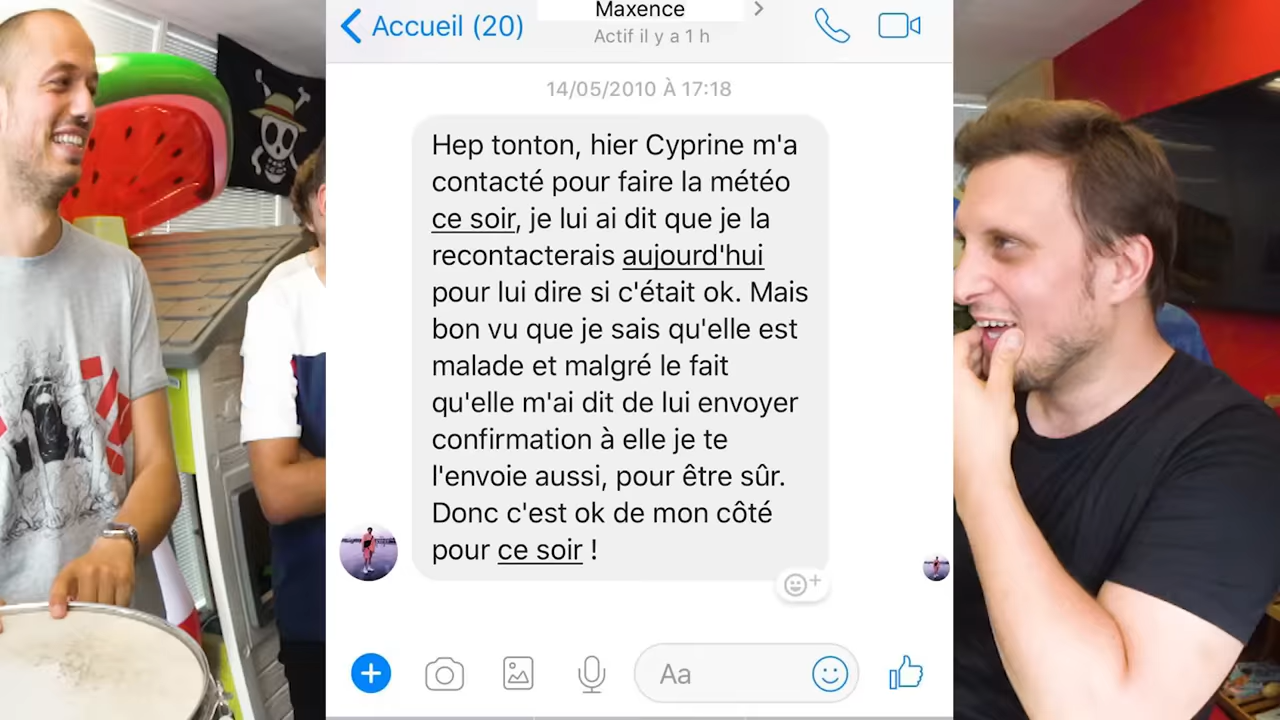 Accueil (20)
Maxence
Actif il y a 1 h
14/05/2010 À 17:18
Hep tonton, hier Cyprine m'a
contacté pour faire la météo
ce soir, je lui ai dit que je la
recontacterais aujourd'hui
pour lui dire si c'était ok. Mais
bon vu que je sais qu'elle est
malade et malgré le fait
qu'elle m'ai dit de lui envoyer
confirmation à elle je te
l'envoie aussi, pour être sûr.
Donc c'est ok de mon côté
pour ce soir !
Aa